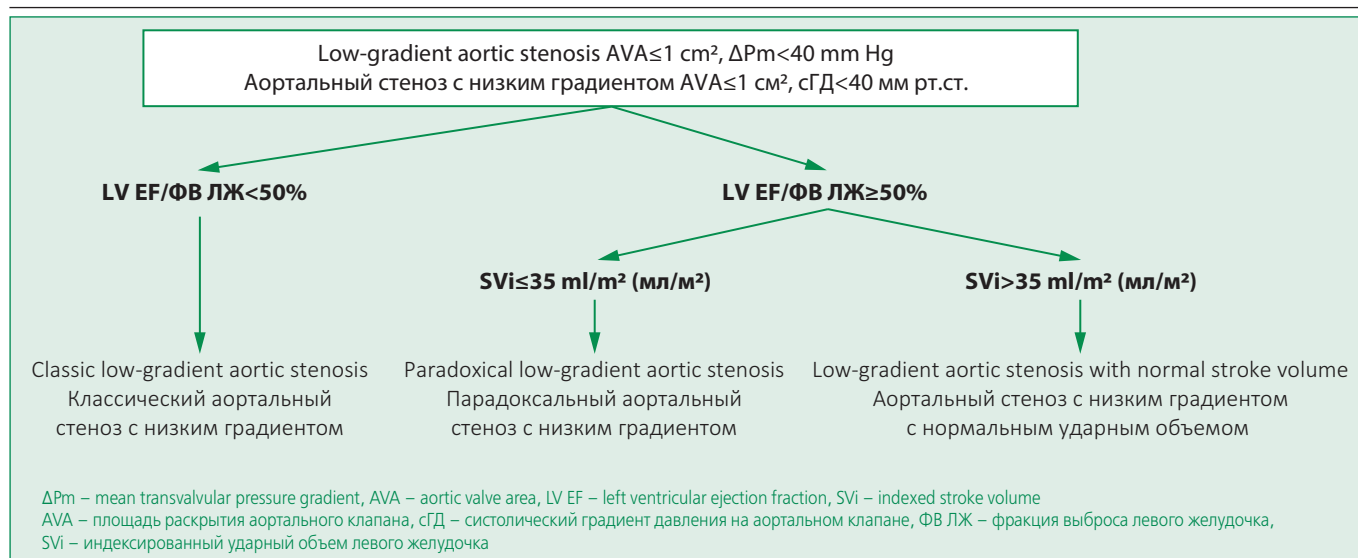 Low-gradient aortic stenosis AVA≤1 cm², ΔPm<40 mm Hg
Аортальный стеноз с низким градиентом AVA≤1 см², сГД<40 мм рт.ст.
LV EF/ФВ ЛЖ<50%
LV EF/ФВ ЛЖ≥50%
SVi≤35 ml/m² (мл/м²)
SVi>35 ml/m² (мл/м²)
Classic low-gradient aortic stenosis
Классический аортальный
стеноз с низким градиентом
Paradoxical low-gradient aortic stenosis
Парадоксальный аортальный
стеноз с низким градиентом
Low-gradient aortic stenosis with normal stroke volume
Аортальный стеноз с низким градиентом
с нормальным ударным объемом
ΔPm – mean transvalvular pressure gradient, AVA – aortic valve area, LV EF – left ventricular ejection fraction, SVi – indexed stroke volume
AVA – площадь раскрытия аортального клапана, сГД – систолический градиент давления на аортальном клапане, ФВ ЛЖ – фракция выброса левого желудочка,
SVi – индексированный ударный объем левого желудочка